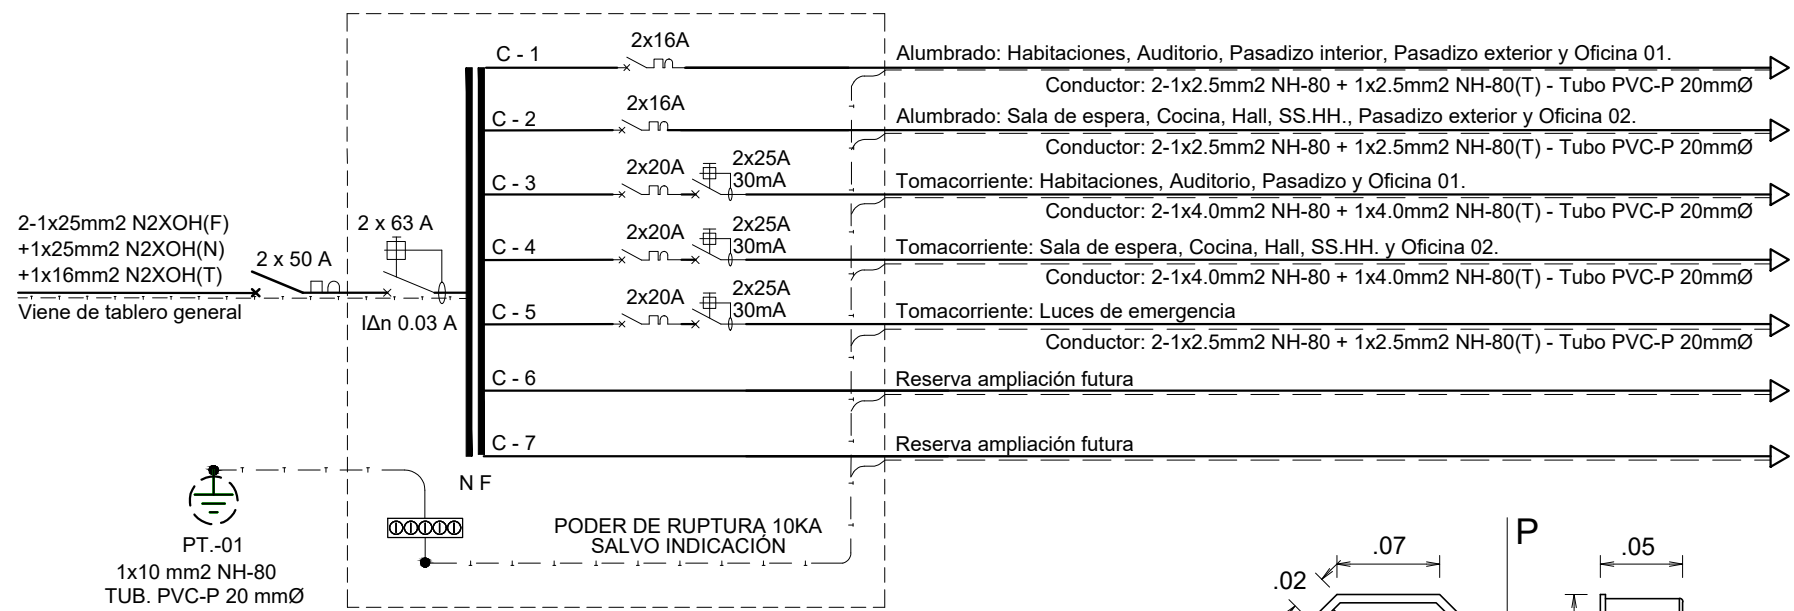 C - 1
2x16A
Alumbrado: Habitaciones, Auditorio, Pasadizo interior, Pasadizo exterior y Oficina 01.
Conductor: 2-1x2.5mm2 NH-80 + 1x2.5mm2 NH-80(T) - Tubo PVC-P 20mmØ
C - 2
2x16A
Alumbrado: Sala de espera, Cocina, Hall, SS.HH., Pasadizo exterior y Oficina 02.
Conductor: 2-1x2.5mm2 NH-80 + 1x2.5mm2 NH-80(T) - Tubo PVC-P 20mmØ
C - 3
2x20A
2x25A
30mA
Tomacorriente: Habitaciones, Auditorio, Pasadizo y Oficina 01.
Conductor: 2-1x4.0mm2 NH-80 + 1x4.0mm2 NH-80(T) - Tubo PVC-P 20mmØ
2-1x25mm2 N2XOH(F)
+1x25mm2 N2XOH(N)
+1x16mm2 N2XOH(T)
Viene de tablero general
2 x 50 A
2 x 63 A
IΔn 0.03 A
C - 4
2x20A
2x25A
30mA
Tomacorriente: Sala de espera, Cocina, Hall, SS.HH. y Oficina 02.
Conductor: 2-1x4.0mm2 NH-80 + 1x4.0mm2 NH-80(T) - Tubo PVC-P 20mmØ
C - 5
2x20A
2x25A
30mA
Tomacorriente: Luces de emergencia
Conductor: 2-1x2.5mm2 NH-80 + 1x2.5mm2 NH-80(T) - Tubo PVC-P 20mmØ
C - 6
Reserva ampliación futura
C - 7
Reserva ampliación futura
N F
PODER DE RUPTURA 10KA
SALVO INDICACIÓN
PT.-01
1x10 mm2 NH-80
TUB. PVC-P 20 mmØ
P
.07
.05
.02